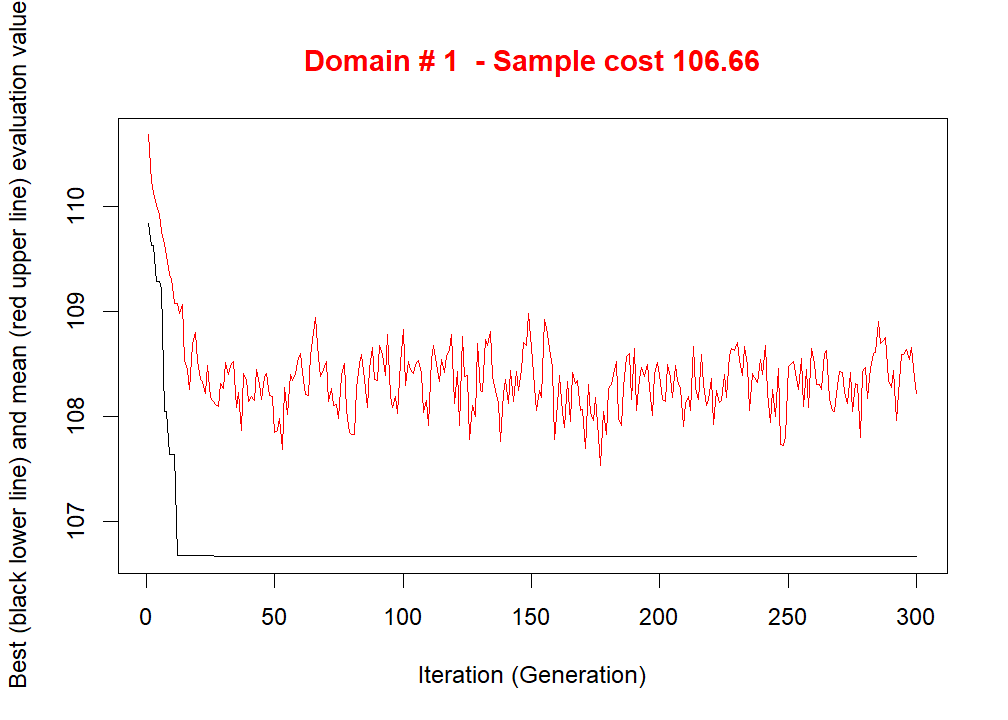 Domain # 1  - Sample cost 106.66
Best (black lower line) and mean (red upper line) evaluation value
110
109
108
107
0 50 100 150 200 250 300
Iteration (Generation)